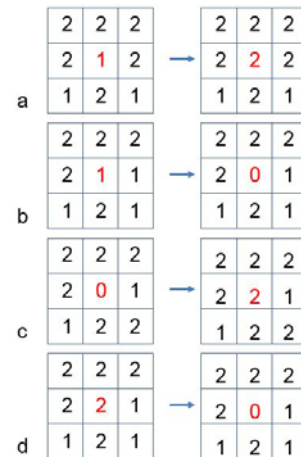 2 2 2 2 2 2
2 1 2 2 2 2
1 2 1 1 2 1
a
2 2 2 2 2 2
2 1 1 2 0 1
1 2 1 1 2 1
b
2 2 2 2 2 2
2 0 1 2 2 1
1 2 2 1 2 2
c
2 2 2 2 2 2
2 2 1 2 0 1
1 2 1 1 2 1
d